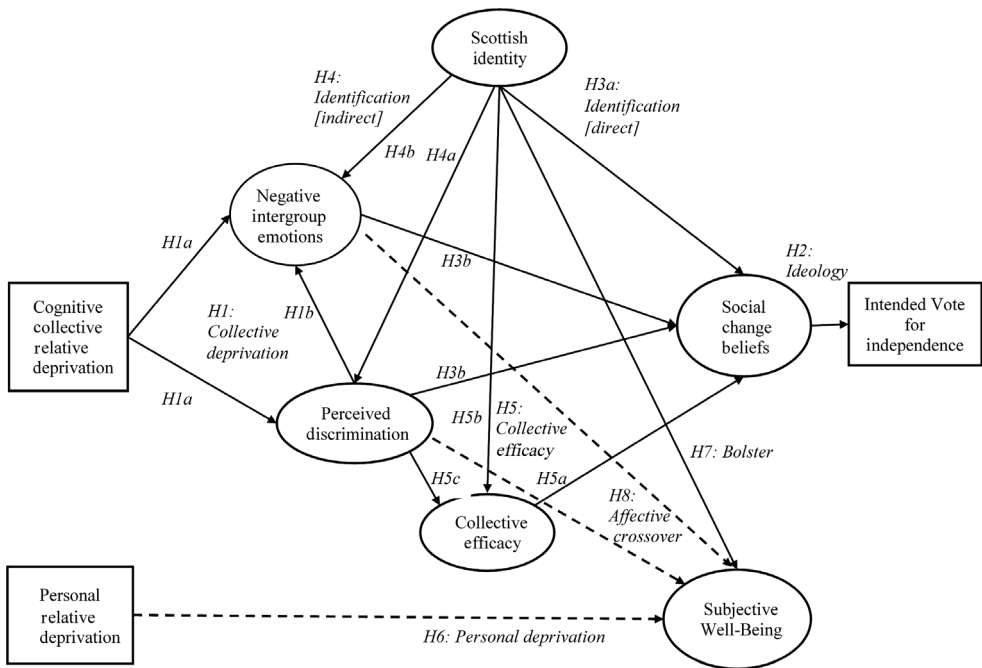 Scottish
identity
H4:
Identification
[indirect]
H3a:
Identification
[direct]
H4b
H4a
Negative
intergroup
emotions
H1a
H3b
H2:
Ideology
Cognitive
collective
relative
deprivation
H1:
Collective
deprivation
H1b
Social
change
beliefs
Intended Vote
for
independence
H1a
H3b
Perceived
discrimination
H5b
H5:
Collective
efficacy
H7: Bolster
H5c
H5a
H8:
Affective
crossover
Collective
efficacy
Personal
relative
deprivation
H6: Personal deprivation
Subjective
Well-Being